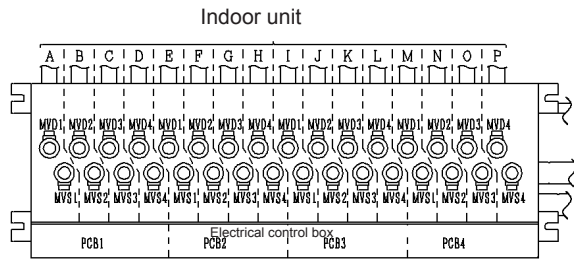 Indoor unit
A B C D E F G H I J K L M N O P
MVD1 MVD2 MVD3 MVD4 MVD1 MVD2 MVD3 MVD4 MVD1 MVD2 MVD3 MVD4 MVD1 MVD2 MVD3 MVD4
MVS1 MVS2 MVS3 MVS4 MVS1 MVS2 MVS3 MVS4 MVS1 MVS2 MVS3 MVS4 MVS1 MVS2 MVS3 MVS4
Electrical control box
PCB1 PCB2 PCB3 PCB4